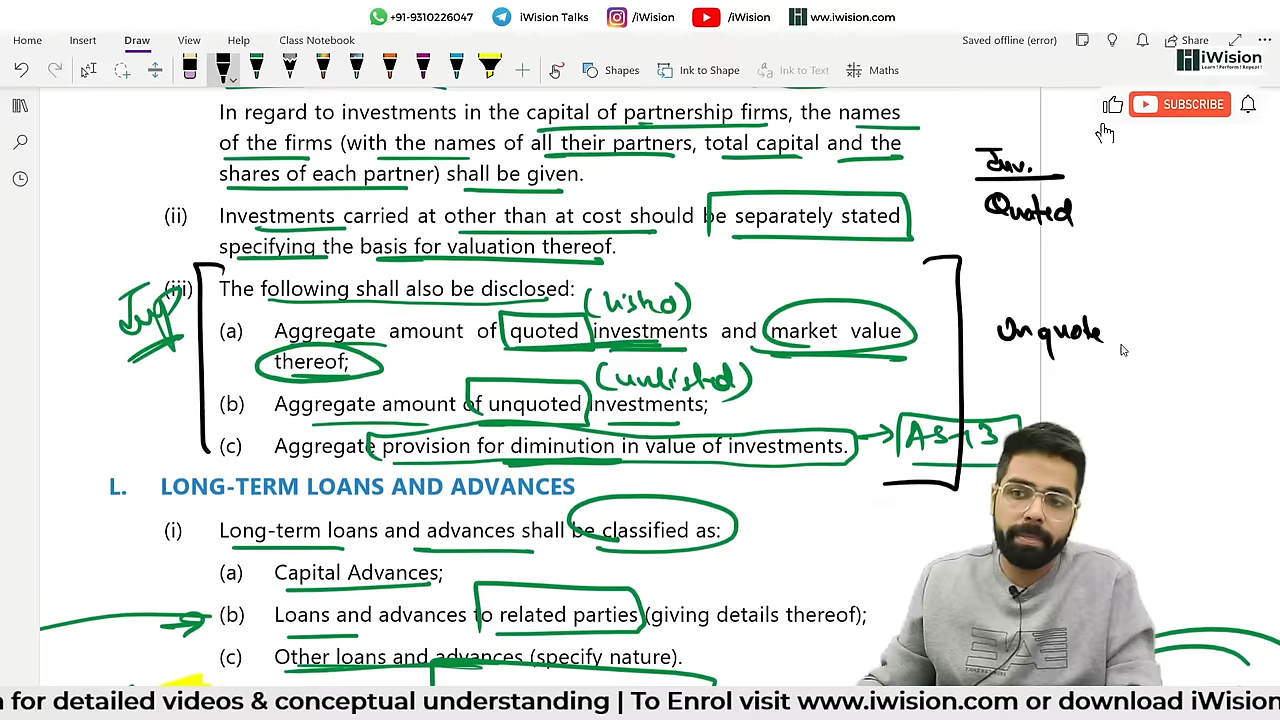 +91-9310226047 iWision Talks /iWision /iWision ww.iwision.com
Home Insert Draw View Help Class Notebook Saved offline (error) Share
Shapes Ink to Shape Ink to Text Maths
iWision
Learn! Perform! Repeat!
SUBSCRIBE
In regard to investments in the capital of partnership firms, the names
of the firms (with the names of all their partners, total capital and the
shares of each partner) shall be given.
Inv.
Quoted
(ii) Investments carried at other than at cost should be separately stated
specifying the basis for valuation thereof.
Imp
(iii) The following shall also be disclosed:
(listed)
(a) Aggregate amount of quoted investments and market value
thereof;
Unquote
(unlisted)
(b) Aggregate amount of unquoted investments;
(c) Aggregate provision for diminution in value of investments.
AS-13
L. LONG-TERM LOANS AND ADVANCES
(i) Long-term loans and advances shall be classified as:
(a) Capital Advances;
(b) Loans and advances to related parties (giving details thereof);
(c) Other loans and advances (specify nature).
n for detailed videos & conceptual understanding | To Enrol visit www.iwision.com or download iWision